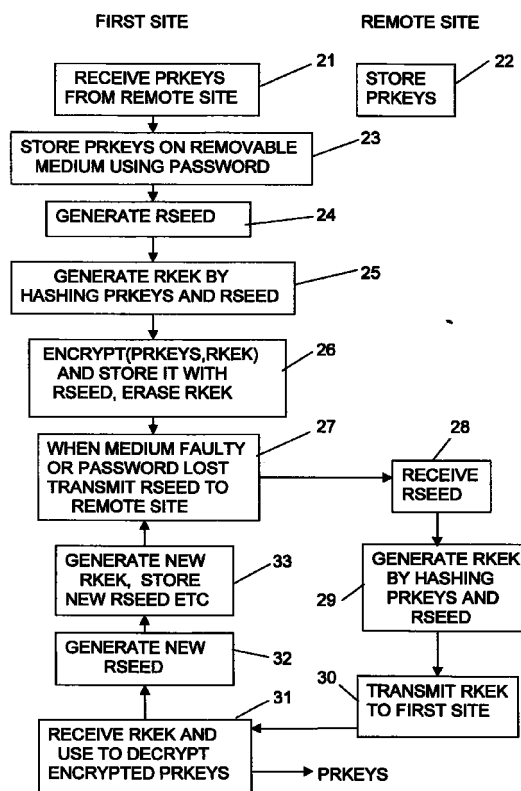 FIRST SITE
REMOTE SITE
RECEIVE PRKEYS
FROM REMOTE SITE
21
STORE
PRKEYS
22
STORE PRKEYS ON REMOVABLE
MEDIUM USING PASSWORD
23
GENERATE RSEED
24
GENERATE RKEK BY
HASHING PRKEYS AND RSEED
25
ENCRYPT(PRKEYS,RKEK)
AND STORE IT WITH
RSEED, ERASE RKEK
26
WHEN MEDIUM FAULTY
OR PASSWORD LOST
TRANSMIT RSEED TO
REMOTE SITE
27
28
RECEIVE
RSEED
GENERATE RKEK
BY HASHING
PRKEYS AND
RSEED
29
30
TRANSMIT RKEK
TO FIRST SITE
31
RECEIVE RKEK AND
USE TO DECRYPT
ENCRYPTED PRKEYS
PRKEYS
GENERATE NEW
RSEED
32
GENERATE NEW
RKEK, STORE
NEW RSEED ETC
33